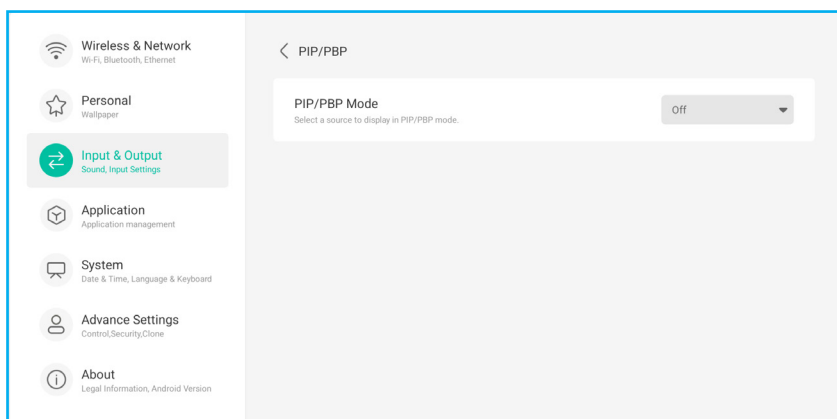 Wireless & Network
Wi-Fi, Bluetooth, Ethernet
Personal
Wallpaper
Input & Output
Sound, Input Settings
Application
Application management
System
Date & Time, Language & Keyboard
Advance Settings
Control,Security,Clone
About
Legal Information, Android Version
PIP/PBP
PIP/PBP Mode
Select a source to display in PIP/PBP mode.
Off